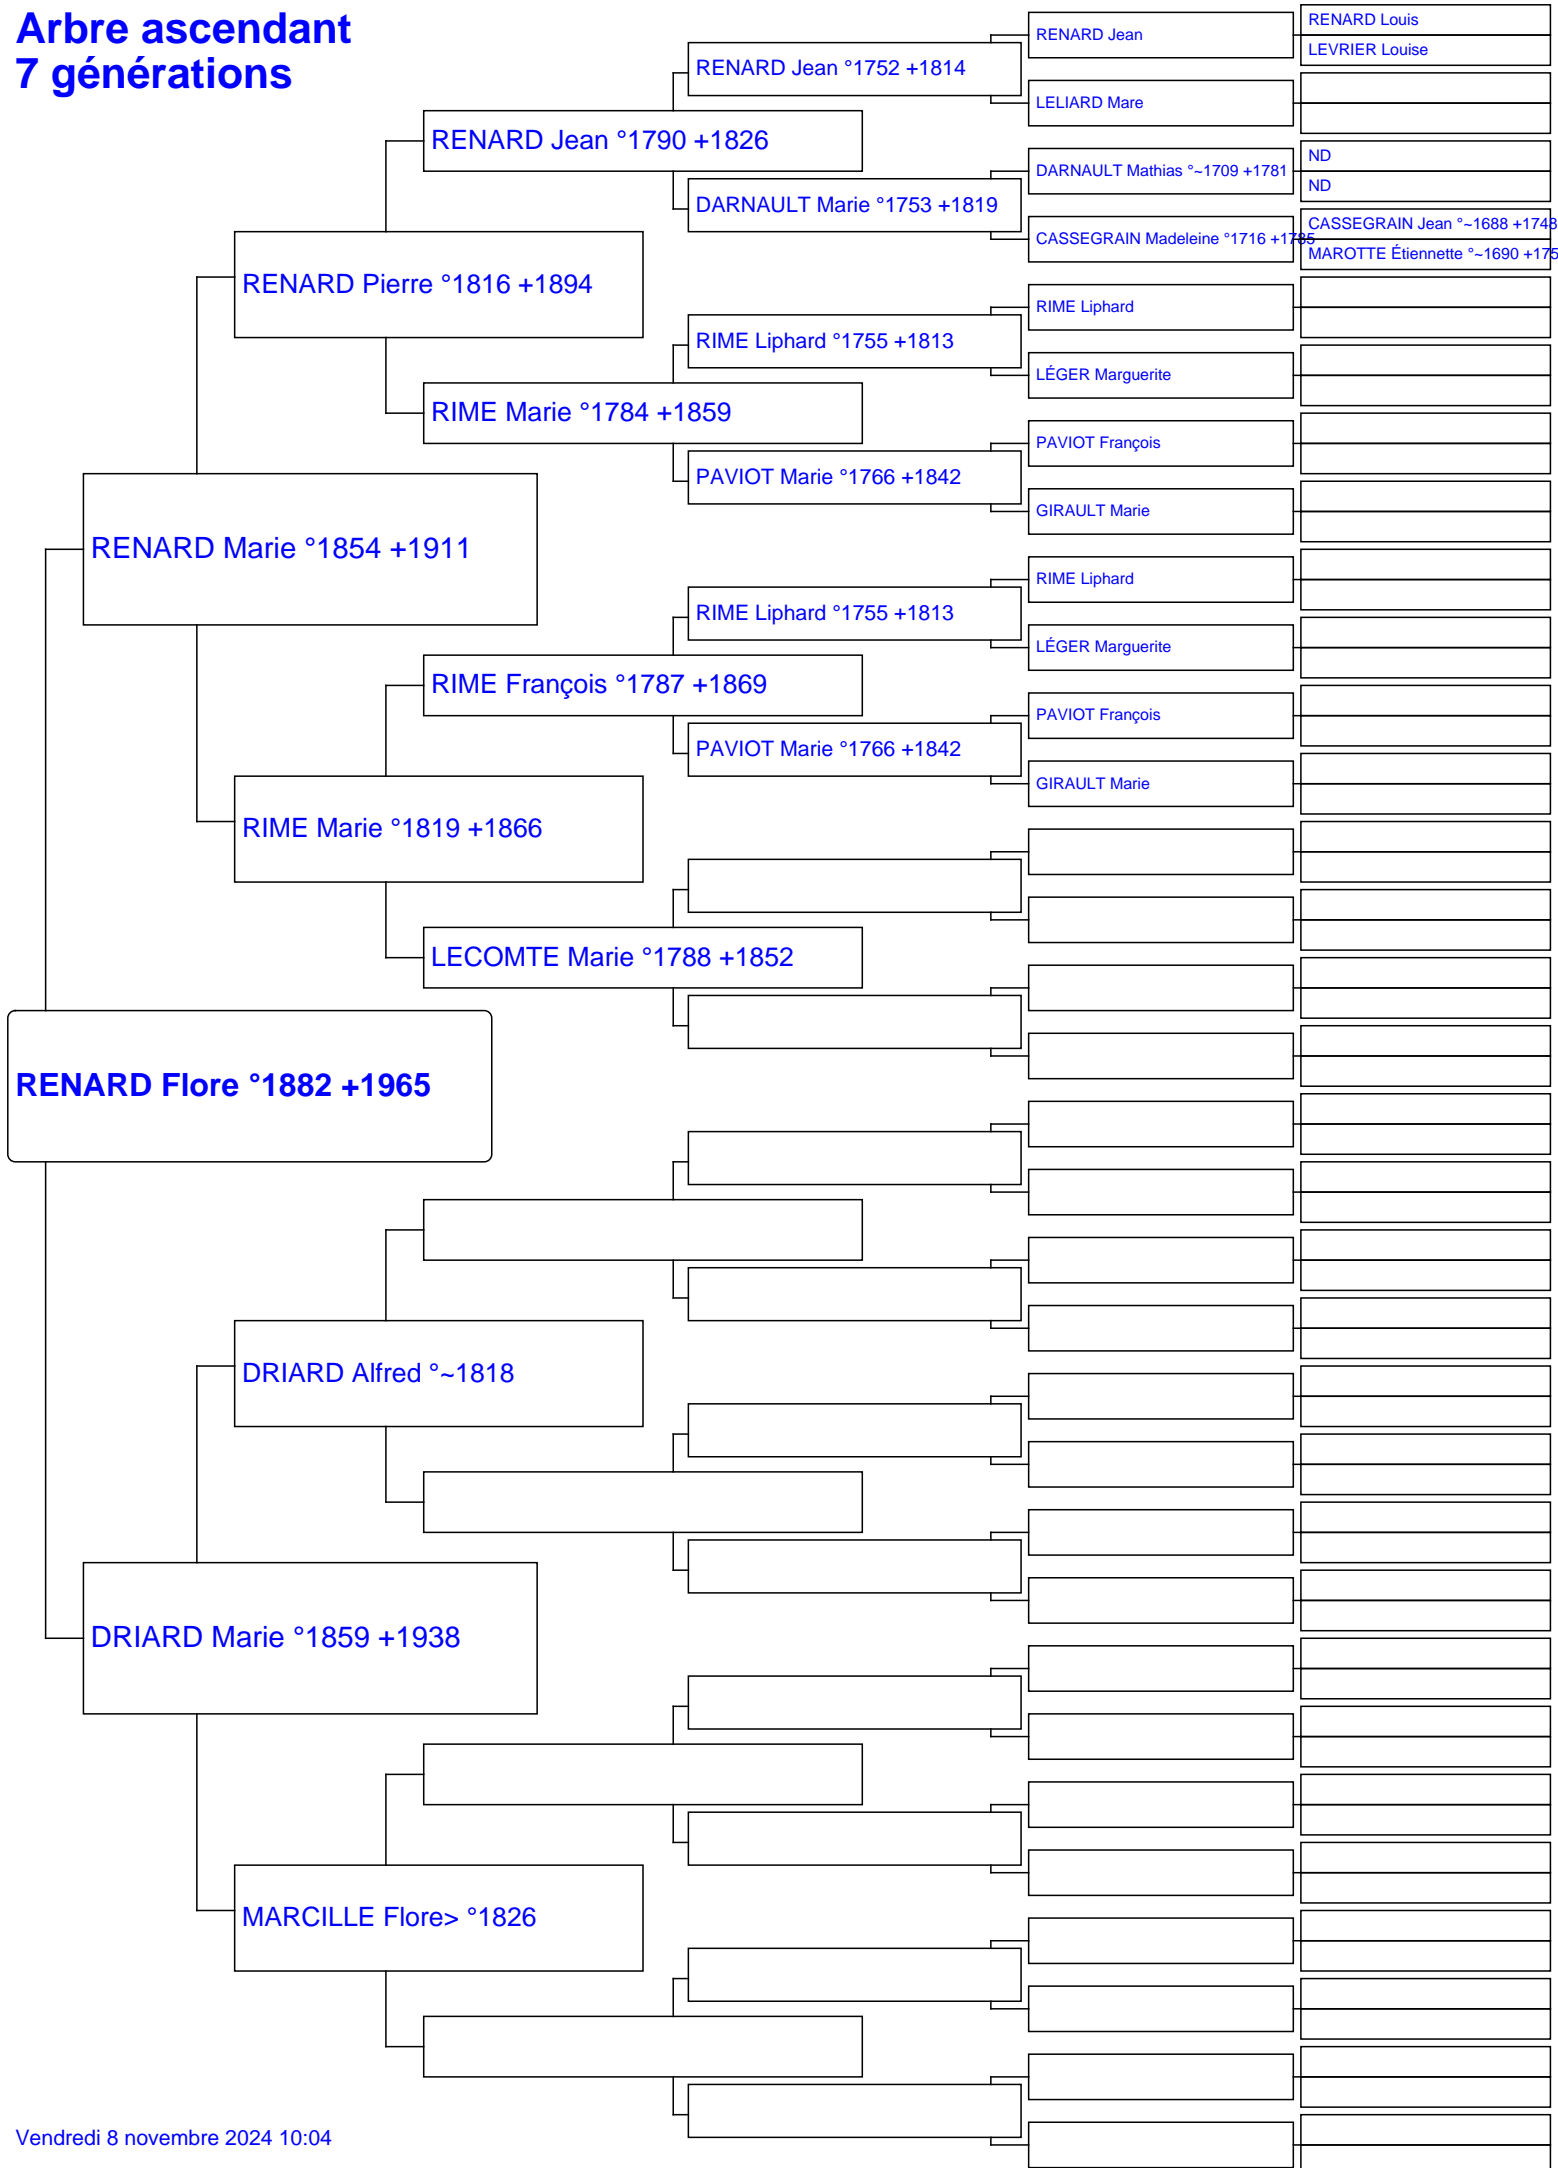 Arbre ascendant
7 générations
RENARD Flore °1882 +1965
RENARD Marie °1854 +1911
DRIARD Marie °1859 +1938
RENARD Pierre °1816 +1894
RIME Marie °1819 +1866
DRIARD Alfred °~1818
MARCILLE Flore> °1826
RENARD Jean °1790 +1826
RIME Marie °1784 +1859
RIME François °1787 +1869
LECOMTE Marie °1788 +1852
RENARD Jean °1752 +1814
DARNAULT Marie °1753 +1819
RIME Liphard °1755 +1813
PAVIOT Marie °1766 +1842
RIME Liphard °1755 +1813
PAVIOT Marie °1766 +1842
RENARD Jean
LELIARD Mare
DARNAULT Mathias °~1709 +1781
CASSEGRAIN Madeleine °1716 +1785
RIME Liphard
LÉGER Marguerite
PAVIOT François
GIRAULT Marie
RIME Liphard
LÉGER Marguerite
PAVIOT François
GIRAULT Marie
RENARD Louis
LEVRIER Louise
ND
ND
CASSEGRAIN Jean °~1688 +1748
MAROTTE Étiennette °~1690 +175
Vendredi 8 novembre 2024 10:04